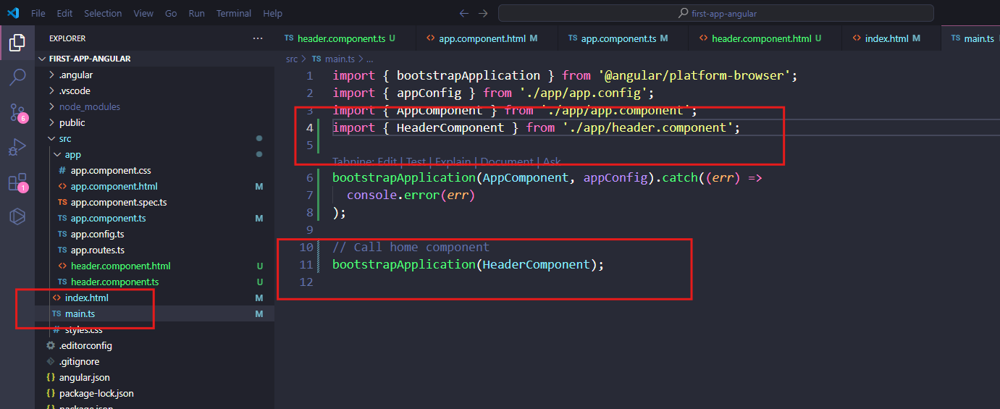 File Edit Selection View Go Run Terminal Help
first-app-angular
EXPLORER
header.component.ts U
app.component.html M
app.component.ts M
header.component.html U
index.html M
main.ts
FIRST-APP-ANGULAR
.angular
.vscode
node_modules
public
src
app
app.component.css
app.component.html M
app.component.spec.ts
TS app.component.ts M
TS app.config.ts
TS app.routes.ts
header.component.html U
TS header.component.ts U
index.html M
TS main.ts M
styles.css
.editorconfig
.gitignore
angular.json
package-lock.json
package.json
6
1
src > TS main.ts > ...
1 import { bootstrapApplication } from '@angular/platform-browser';
2 import { appConfig } from './app/app.config';
3 import { AppComponent } from './app/app.component';
4 import { HeaderComponent } from './app/header.component';
5
Tabnine: Edit | Test | Explain | Document | Ask
6 bootstrapApplication(AppComponent, appConfig).catch((err) =>
7 console.error(err)
8 );
9
10 // Call home component
11 bootstrapApplication(HeaderComponent);
12